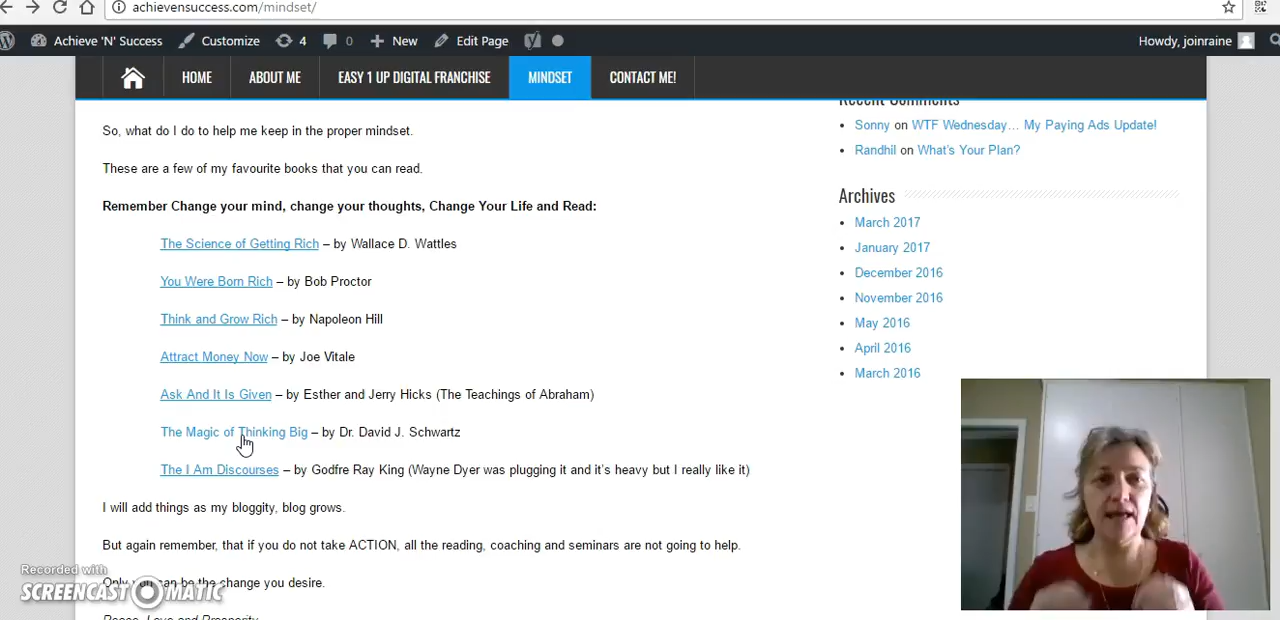 achievensuccess.com/mindset/
Achieve 'N' Success Customize 4 0 New Edit Page Howdy, joinraine
HOME ABOUT ME EASY 1 UP DIGITAL FRANCHISE MINDSET CONTACT ME!
So, what do I do to help me keep in the proper mindset.
These are a few of my favourite books that you can read.
Remember Change your mind, change your thoughts, Change Your Life and Read:
The Science of Getting Rich – by Wallace D. Wattles
You Were Born Rich – by Bob Proctor
Think and Grow Rich – by Napoleon Hill
Attract Money Now – by Joe Vitale
Ask And It Is Given – by Esther and Jerry Hicks (The Teachings of Abraham)
The Magic of Thinking Big – by Dr. David J. Schwartz
The I Am Discourses – by Godfre Ray King (Wayne Dyer was plugging it and it's heavy but I really like it)
I will add things as my bloggity, blog grows.
But again remember, that if you do not take ACTION, all the reading, coaching and seminars are not going to help.
Only you can be the change you desire.
Peace, Love and Prosperity
Recent Comments
Sonny on WTF Wednesday… My Paying Ads Update!
Randhil on What's Your Plan?
Archives
March 2017
January 2017
December 2016
November 2016
May 2016
April 2016
March 2016
Recorded with
SCREENCAST MATIC